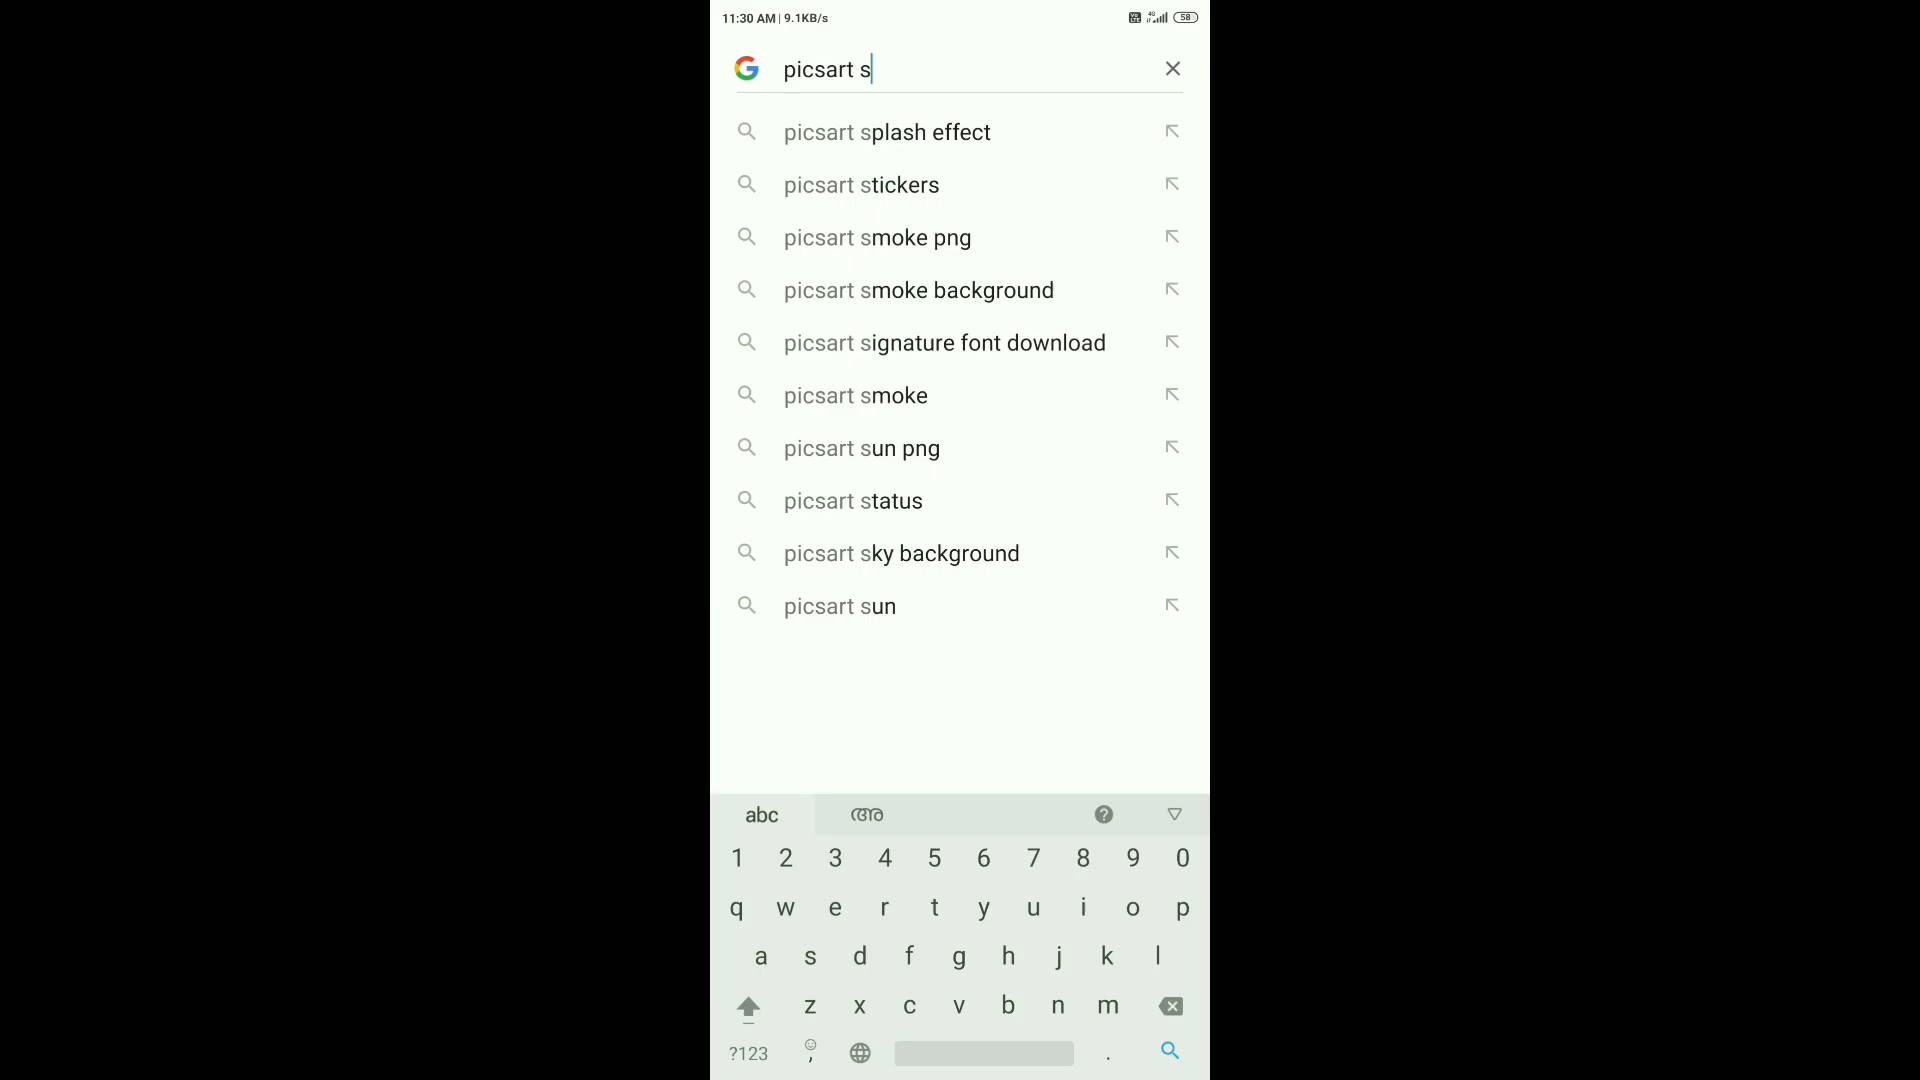 11:30 AM | 9.1KB/s
4G
58
picsart s
picsart splash effect
picsart stickers
picsart smoke png
picsart smoke background
picsart signature font download
picsart smoke
picsart sun png
picsart status
picsart sky background
picsart sun
abc
അ
?
1 2 3 4 5 6 7 8 9 0
q w e r t y u i o p
a s d f g h j k l
z x c v b n m
?123 , .